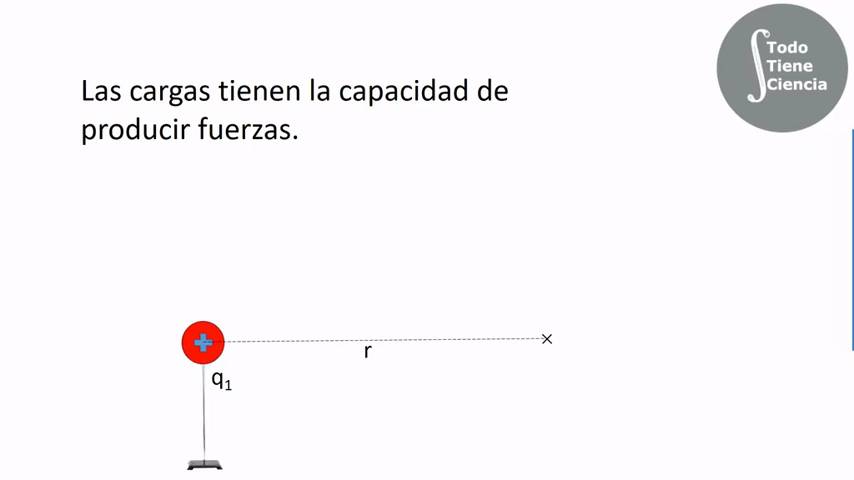 Todo
Tiene
Ciencia
Las cargas tienen la capacidad de
producir fuerzas.
r
q₁